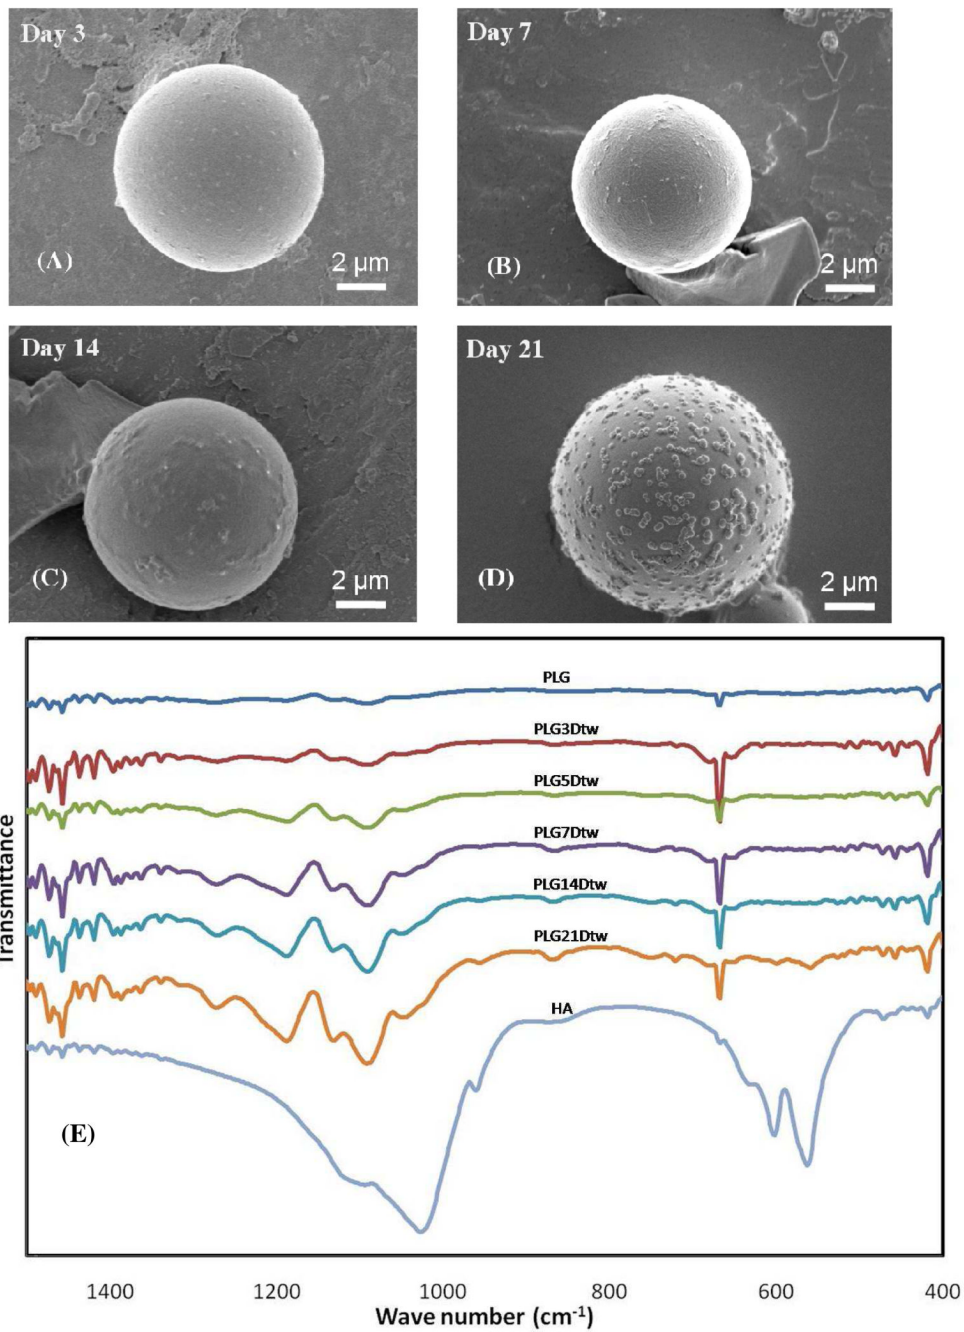 Day 3
(A)
2 μm
Day 7
(B)
2 μm
Day 14
(C)
2 μm
Day 21
(D)
2 μm
PLG
PLG3Dtw
PLG5Dtw
PLG7Dtw
PLG14Dtw
PLG21Dtw
HA
(E)
Transmittance
1400 1200 1000 800 600 400
Wave number (cm-1)